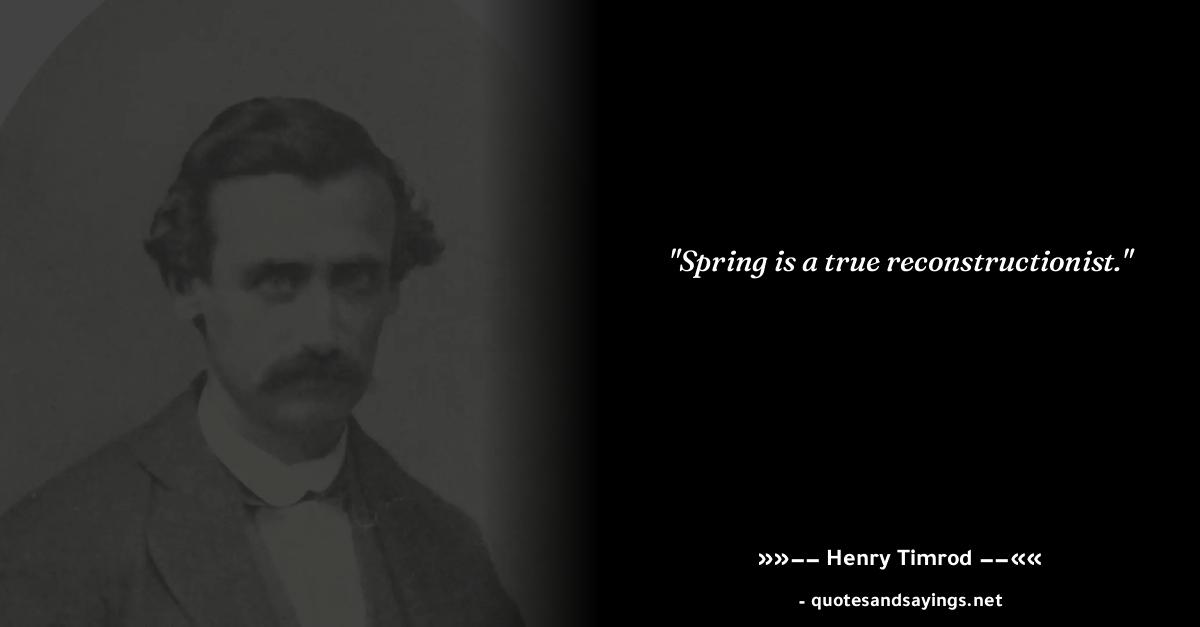 "Spring is a true reconstructionist."
»»–– Henry Timrod ––««
- quotesandsayings.net